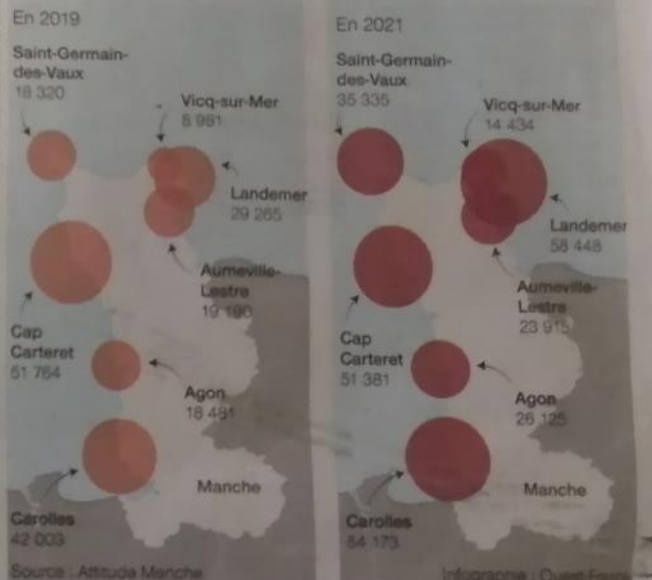 En 2019
Saint-Germain-
des-Vaux
18 320
Vicq-sur-Mer
8 981
Landemer
29 265
Aumeville-
Lestre
19 190
Cap
Carteret
51 764
Agon
18 481
Manche
Carolles
42 003
Source : Attitude Manche
En 2021
Saint-Germain-
des-Vaux
35 335
Vicq-sur-Mer
14 434
Landemer
58 448
Aumeville-
Lestre
23 915
Cap
Carteret
51 381
Agon
26 125
Manche
Carolles
54 173
Infographie : Ouest-France